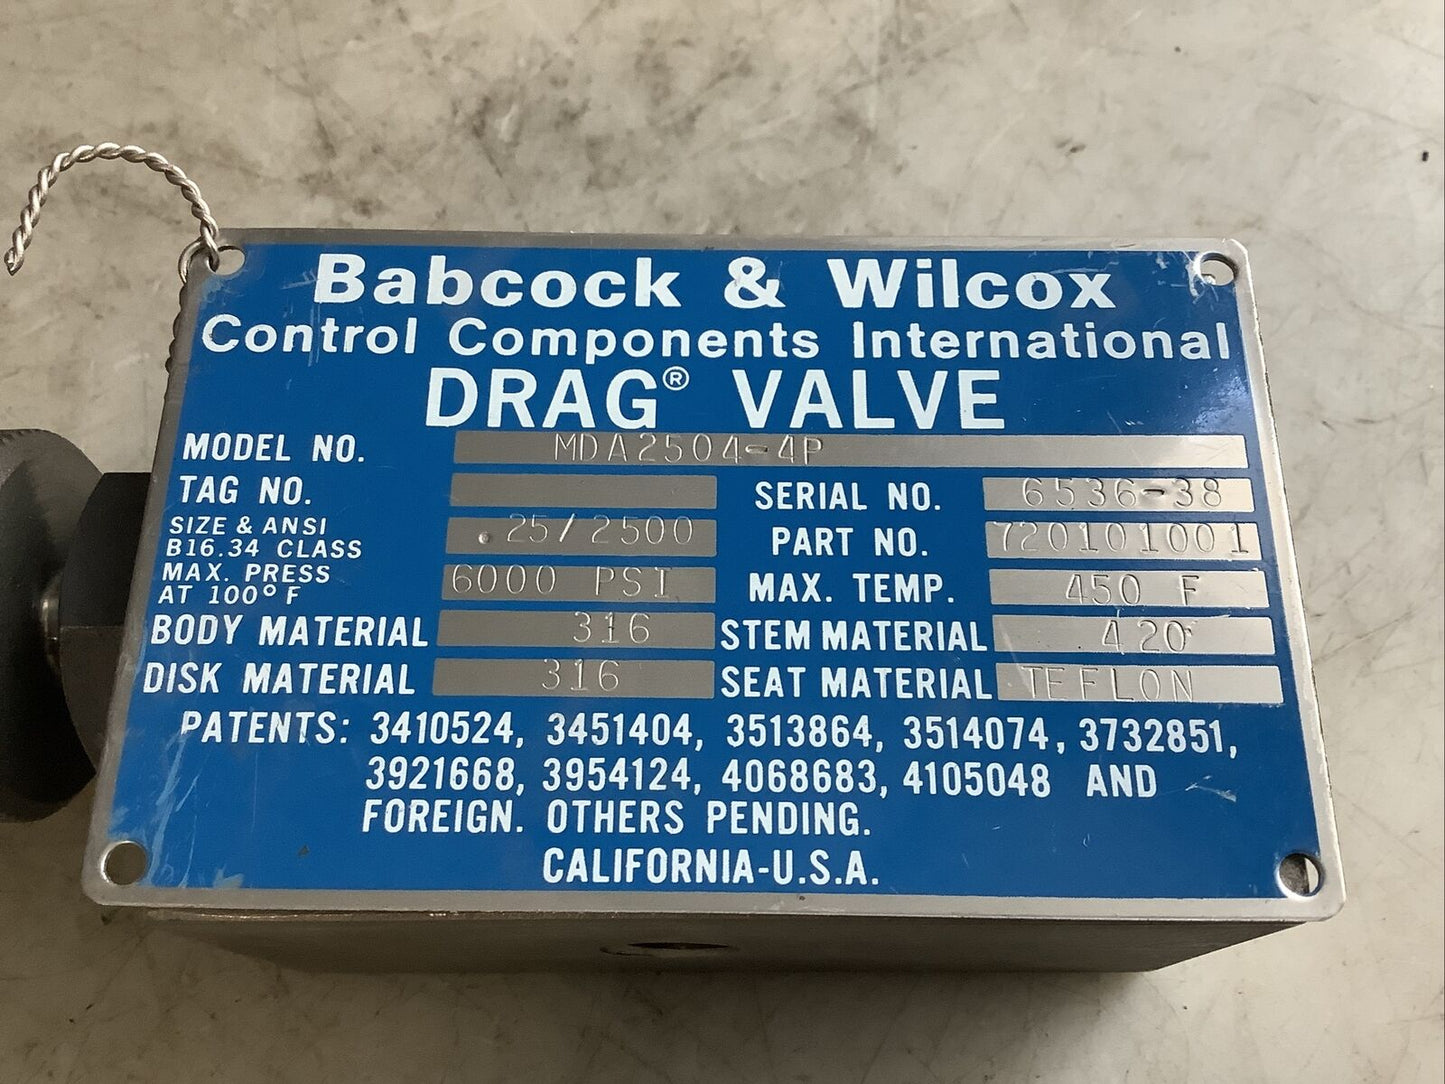 Babcock & Wilcox
Control Components International
DRAG® VALVE
MODEL NO. MDA2504-4P
TAG NO. SERIAL NO. 6536-38
SIZE & ANSI
B16.34 CLASS .25/2500 PART NO. 720101001
MAX. PRESS
AT 100° F 6000 PSI MAX. TEMP. 450 F
BODY MATERIAL 316 STEM MATERIAL 420
DISK MATERIAL 316 SEAT MATERIAL TEFLON
PATENTS: 3410524, 3451404, 3513864, 3514074, 3732851,
3921668, 3954124, 4068683, 4105048 AND
FOREIGN. OTHERS PENDING.
CALIFORNIA-U.S.A.